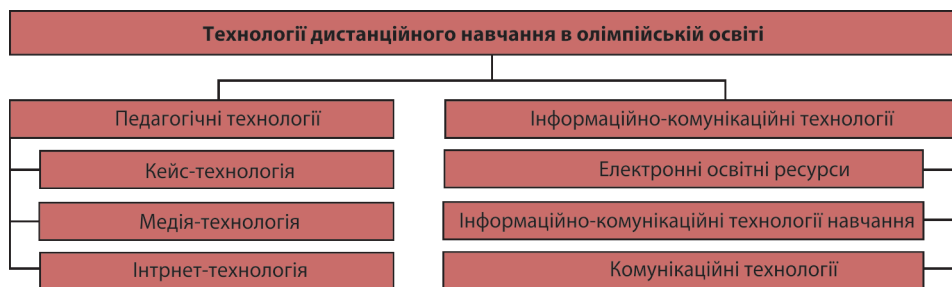 Технології дистанційного навчання в олімпійській освіті
Педагогічні технології
Кейс-технологія
Медія-технологія
Інтрнет-технологія
Інформаційно-комунікаційні технології
Електронні освітні ресурси
Інформаційно-комунікаційні технології навчання
Комунікаційні технології